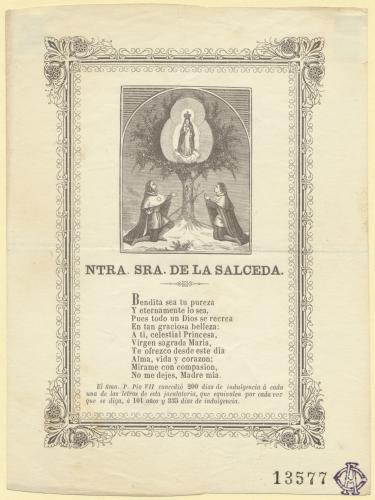 NTRA. SRA. DE LA SALCEDA.
Bendita sea tu pureza
Y eternamente lo sea,
Pues todo un Dios se recrea
En tan graciosa belleza:
A tí, celestial Princesa,
Vírgen sagrada María,
Te ofrezco desde este dia
Alma, vida y corazon;
Mírame con compasion,
No me dejes, Madre mia.
El Smo. P. Pio VII concedió 200 dias de indulgencia á cada
una de las letras de esta jaculatoria, que equivalen por cada vez
que se diga, á 101 años y 335 dias de indulgencia.
13577